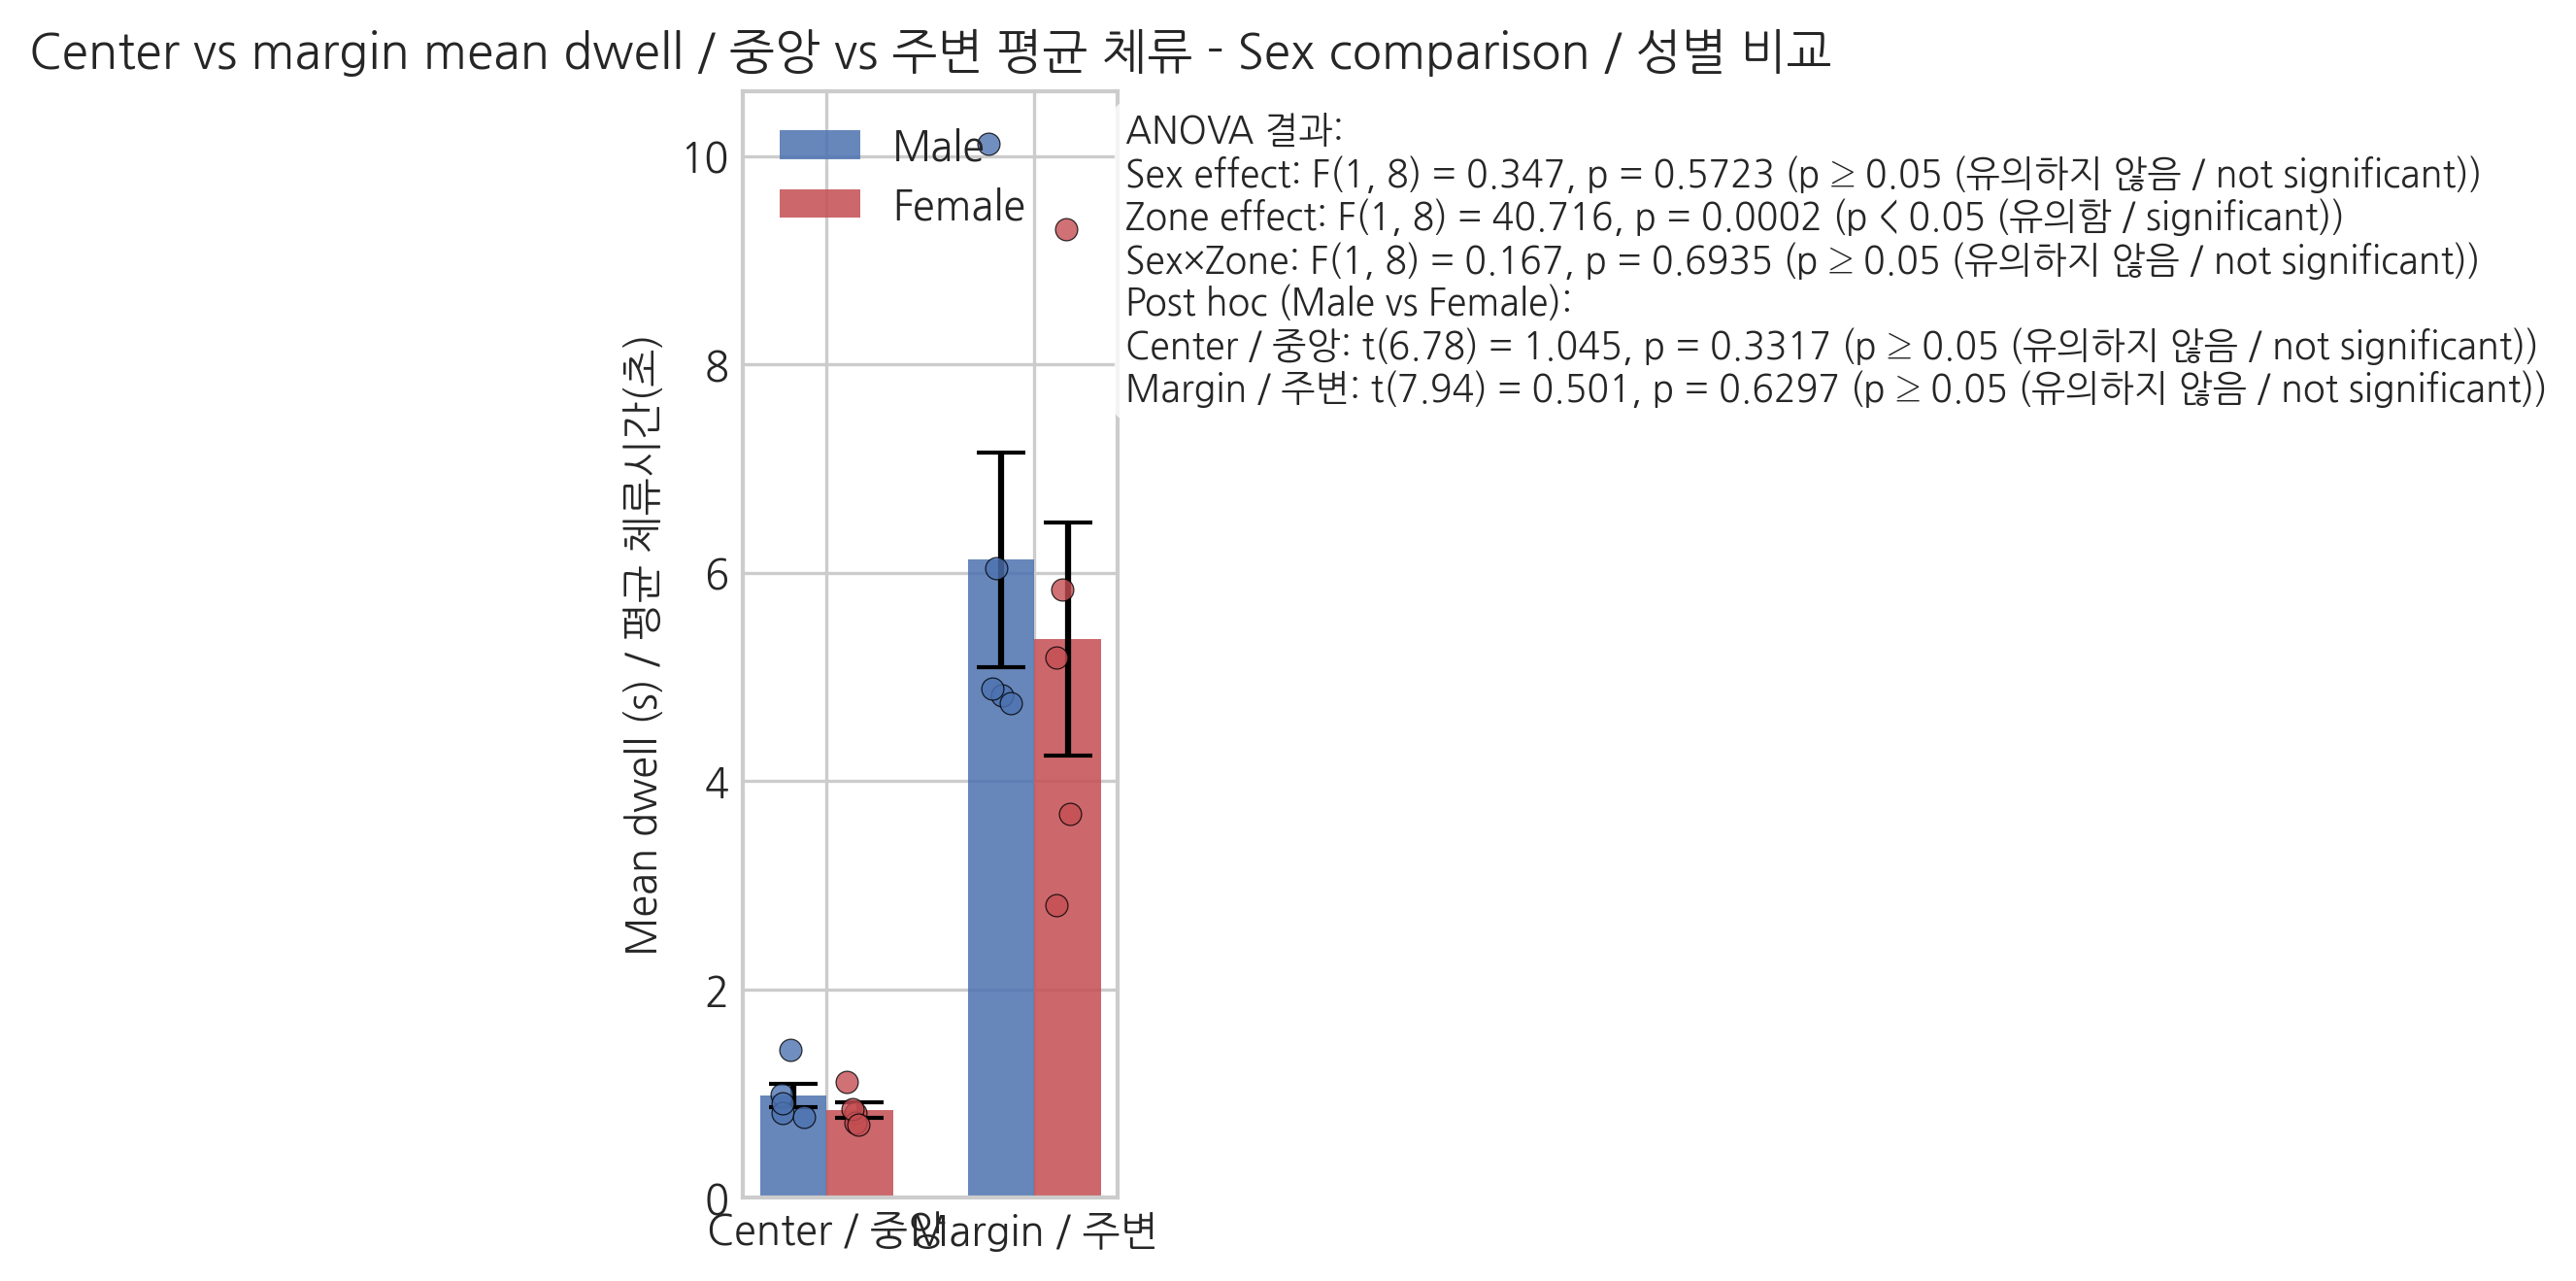 Center vs margin mean dwell / 중앙 vs 주변 평균 체류 - Sex comparison / 성별 비교
Male
Female
ANOVA 결과:
Sex effect: F(1, 8) = 0.347, p = 0.5723 (p ≥ 0.05 (유의하지 않음 / not significant))
Zone effect: F(1, 8) = 40.716, p = 0.0002 (p < 0.05 (유의함 / significant))
Sex×Zone: F(1, 8) = 0.167, p = 0.6935 (p ≥ 0.05 (유의하지 않음 / not significant))
Post hoc (Male vs Female):
Center / 중앙: t(6.78) = 1.045, p = 0.3317 (p ≥ 0.05 (유의하지 않음 / not significant))
Margin / 주변: t(7.94) = 0.501, p = 0.6297 (p ≥ 0.05 (유의하지 않음 / not significant))
Mean dwell (s) / 평균 체류시간(초)
10
8
6
4
2
0
Center / 중앙
Margin / 주변